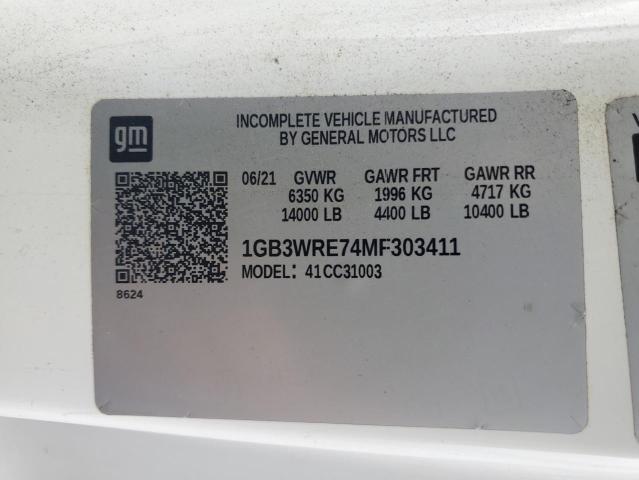 gm
INCOMPLETE VEHICLE MANUFACTURED
BY GENERAL MOTORS LLC
06/21 GVWR GAWR FRT GAWR RR
6350 KG 1996 KG 4717 KG
14000 LB 4400 LB 10400 LB
1GB3WRE74MF303411
MODEL: 41CC31003
8624